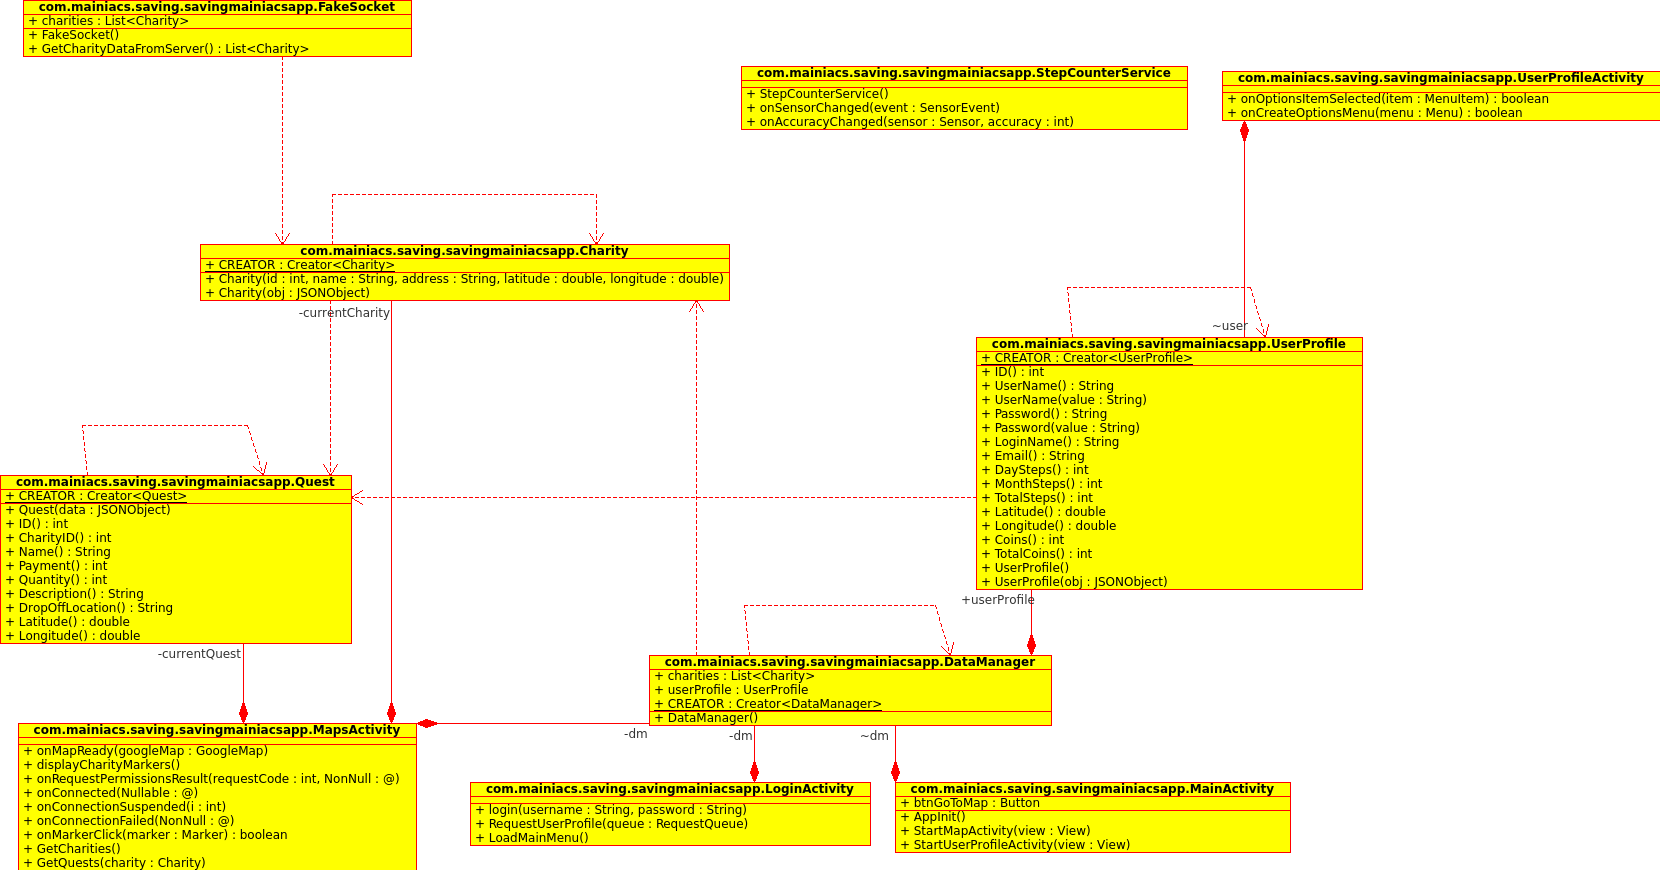 com.mainiacs.saving.savingmainiacsapp.FakeSocket
+ charities : List<Charity>
+ FakeSocket()
+ GetCharityDataFromServer() : List<Charity>
com.mainiacs.saving.savingmainiacsapp.StepCounterService
+ StepCounterService()
+ onSensorChanged(event : SensorEvent)
+ onAccuracyChanged(sensor : Sensor, accuracy : int)
com.mainiacs.saving.savingmainiacsapp.UserProfileActivity
+ onOptionsItemSelected(item : MenuItem) : boolean
+ onCreateOptionsMenu(menu : Menu) : boolean
com.mainiacs.saving.savingmainiacsapp.Charity
+ CREATOR : Creator<Charity>
+ Charity(id : int, name : String, address : String, latitude : double, longitude : double)
+ Charity(obj : JSONObject)
-currentCharity
~user
com.mainiacs.saving.savingmainiacsapp.UserProfile
+ CREATOR : Creator<UserProfile>
+ ID() : int
+ UserName() : String
+ UserName(value : String)
+ Password() : String
+ Password(value : String)
+ LoginName() : String
+ Email() : String
+ DaySteps() : int
+ MonthSteps() : int
+ TotalSteps() : int
+ Latitude() : double
+ Longitude() : double
+ Coins() : int
+ TotalCoins() : int
+ UserProfile()
+ UserProfile(obj : JSONObject)
+userProfile
com.mainiacs.saving.savingmainiacsapp.Quest
+ CREATOR : Creator<Quest>
+ Quest(data : JSONObject)
+ ID() : int
+ CharityID() : int
+ Name() : String
+ Payment() : int
+ Quantity() : int
+ Description() : String
+ DropOffLocation() : String
+ Latitude() : double
+ Longitude() : double
-currentQuest
com.mainiacs.saving.savingmainiacsapp.DataManager
+ charities : List<Charity>
+ userProfile : UserProfile
+ CREATOR : Creator<DataManager>
+ DataManager()
-dm
-dm
~dm
com.mainiacs.saving.savingmainiacsapp.MapsActivity
+ onMapReady(googleMap : GoogleMap)
+ displayCharityMarkers()
+ onRequestPermissionsResult(requestCode : int, NonNull : @)
+ onConnected(Nullable : @)
+ onConnectionSuspended(i : int)
+ onConnectionFailed(NonNull : @)
+ onMarkerClick(marker : Marker) : boolean
+ GetCharities()
+ GetQuests(charity : Charity)
com.mainiacs.saving.savingmainiacsapp.LoginActivity
+ login(username : String, password : String)
+ RequestUserProfile(queue : RequestQueue)
+ LoadMainMenu()
com.mainiacs.saving.savingmainiacsapp.MainActivity
+ btnGoToMap : Button
+ AppInit()
+ StartMapActivity(view : View)
+ StartUserProfileActivity(view : View)